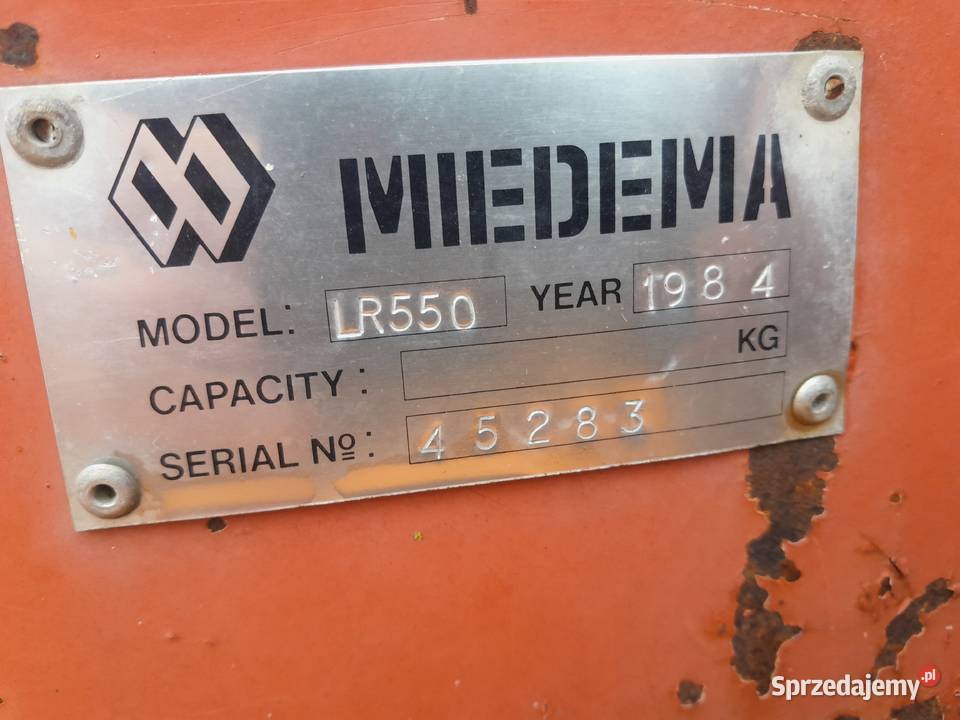 MIEDEMA
MODEL: LR550 YEAR 1984
CAPACITY: KG
SERIAL Nº: 45283
Sprzedajemy.pl